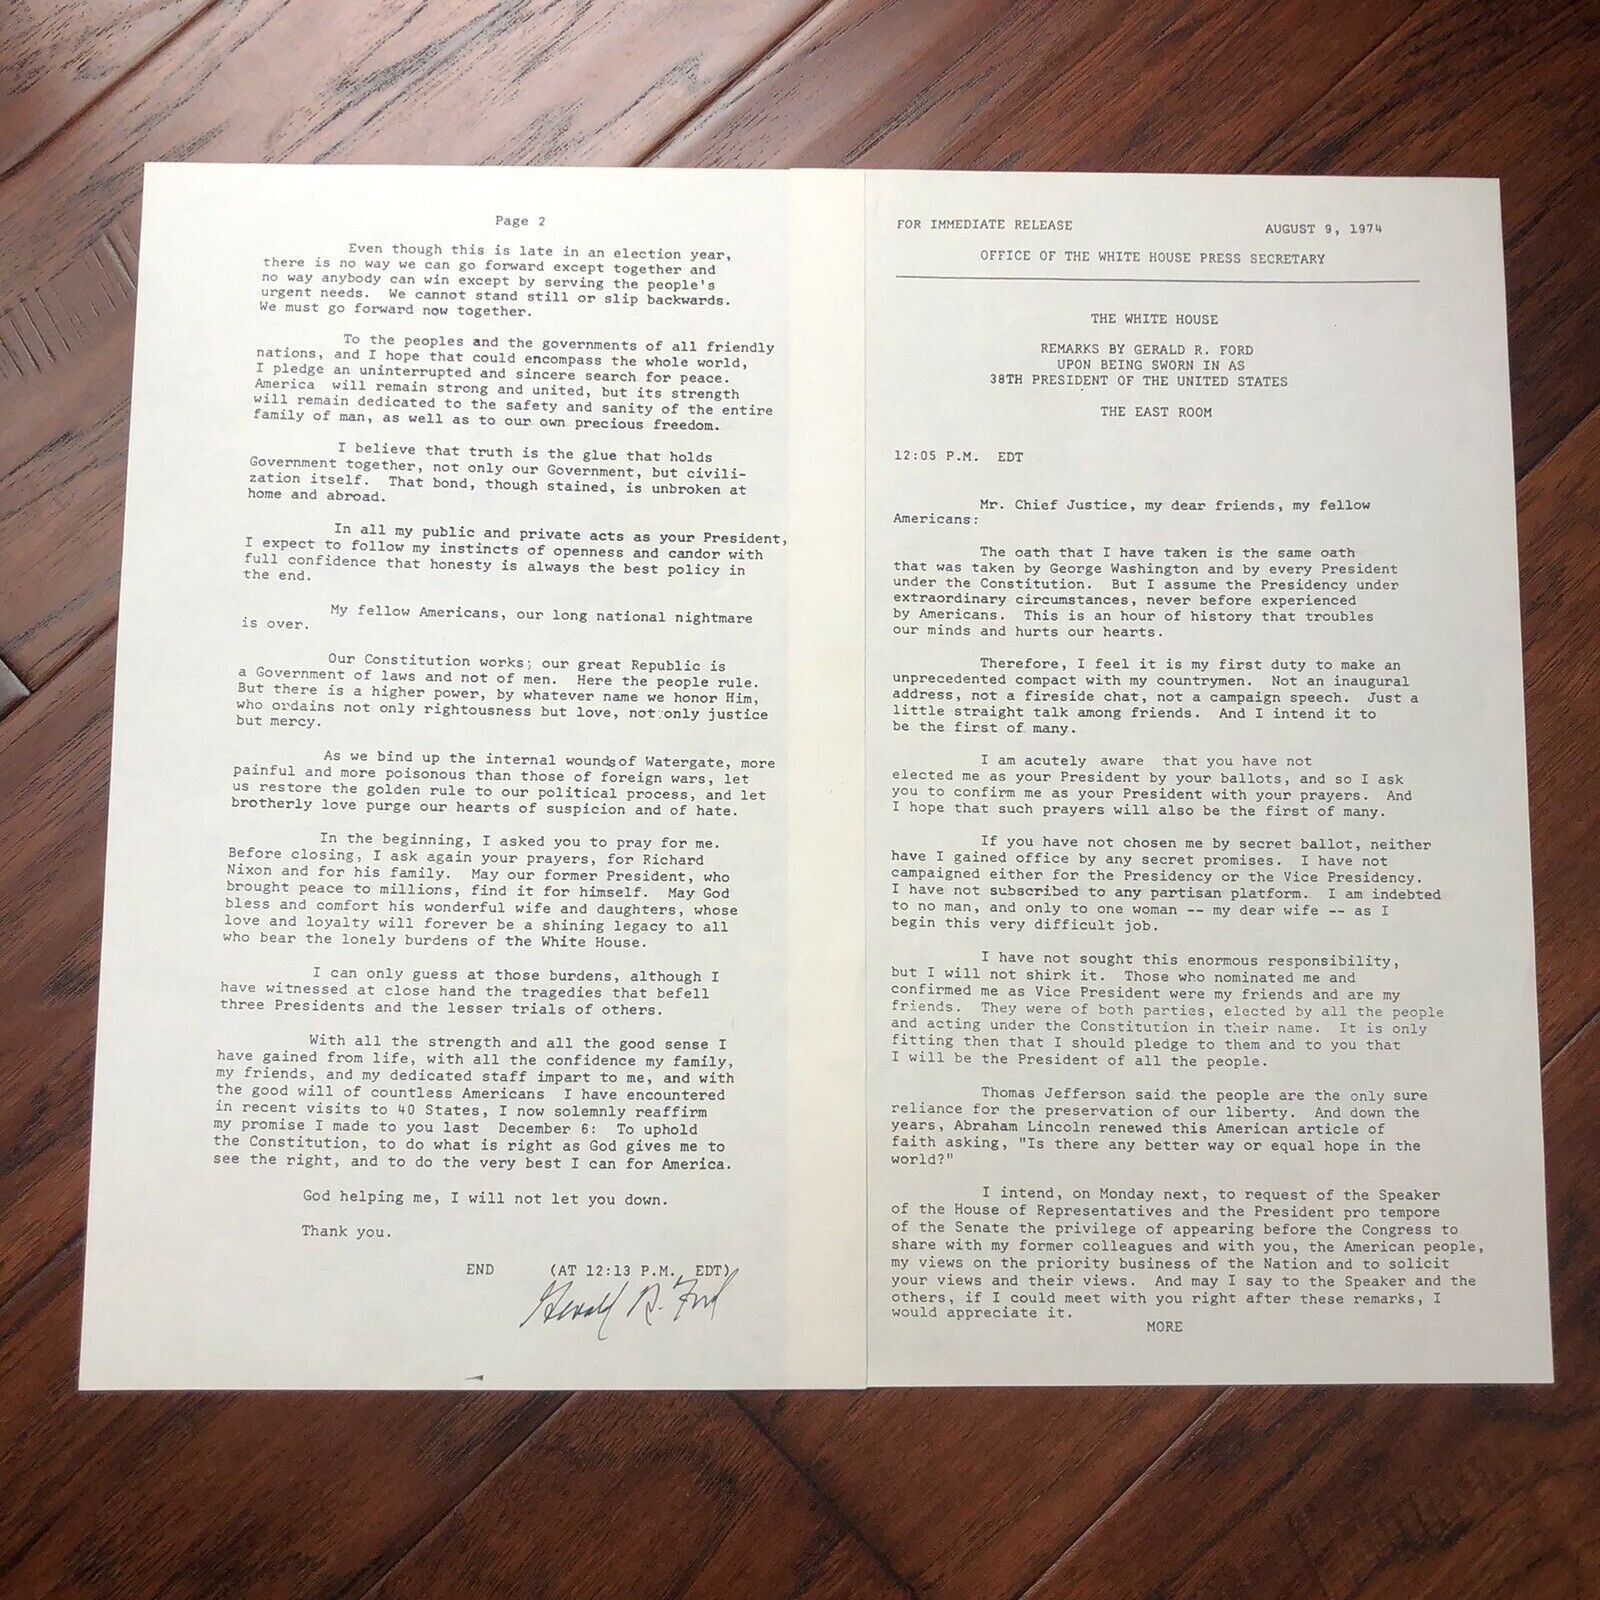 FOR IMMEDIATE RELEASE AUGUST 9, 1974
OFFICE OF THE WHITE HOUSE PRESS SECRETARY
THE WHITE HOUSE
REMARKS BY GERALD R. FORD
UPON BEING SWORN IN AS
38TH PRESIDENT OF THE UNITED STATES
THE EAST ROOM
12:05 P.M. EDT
Mr. Chief Justice, my dear friends, my fellow
Americans:
The oath that I have taken is the same oath
that was taken by George Washington and by every President
under the Constitution. But I assume the Presidency under
extraordinary circumstances, never before experienced
by Americans. This is an hour of history that troubles
our minds and hurts our hearts.
Therefore, I feel it is my first duty to make an
unprecedented compact with my countrymen. Not an inaugural
address, not a fireside chat, not a campaign speech. Just a
little straight talk among friends. And I intend it to
be the first of many.
I am acutely aware that you have not
elected me as your President by your ballots, and so I ask
you to confirm me as your President with your prayers. And
I hope that such prayers will also be the first of many.
If you have not chosen me by secret ballot, neither
have I gained office by any secret promises. I have not
campaigned either for the Presidency or the Vice Presidency.
I have not subscribed to any partisan platform. I am indebted
to no man, and only to one woman -- my dear wife -- as I
begin this very difficult job.
I have not sought this enormous responsibility,
but I will not shirk it. Those who nominated me and
confirmed me as Vice President were my friends and are my
friends. They were of both parties, elected by all the people
and acting under the Constitution in their name. It is only
fitting then that I should pledge to them and to you that
I will be the President of all the people.
Thomas Jefferson said the people are the only sure
reliance for the preservation of our liberty. And down the
years, Abraham Lincoln renewed this American article of
faith asking, "Is there any better way or equal hope in the
world?"
I intend, on Monday next, to request of the Speaker
of the House of Representatives and the President pro tempore
of the Senate the privilege of appearing before the Congress to
share with my former colleagues and with you, the American people,
my views on the priority business of the Nation and to solicit
your views and their views. And may I say to the Speaker and the
others, if I could meet with you right after these remarks, I
would appreciate it.
MORE
Page 2
Even though this is late in an election year,
there is no way we can go forward except together and
no way anybody can win except by serving the people's
urgent needs. We cannot stand still or slip backwards.
We must go forward now together.
To the peoples and the governments of all friendly
nations, and I hope that could encompass the whole world,
I pledge an uninterrupted and sincere search for peace.
America will remain strong and united, but its strength
will remain dedicated to the safety and sanity of the entire
family of man, as well as to our own precious freedom.
I believe that truth is the glue that holds
Government together, not only our Government, but civili-
zation itself. That bond, though stained, is unbroken at
home and abroad.
In all my public and private acts as your President,
I expect to follow my instincts of openness and candor with
full confidence that honesty is always the best policy in
the end.
My fellow Americans, our long national nightmare
is over.
Our Constitution works; our great Republic is
a Government of laws and not of men. Here the people rule.
But there is a higher power, by whatever name we honor Him,
who ordains not only rightousness but love, not only justice
but mercy.
As we bind up the internal wounds of Watergate, more
painful and more poisonous than those of foreign wars, let
us restore the golden rule to our political process, and let
brotherly love purge our hearts of suspicion and of hate.
In the beginning, I asked you to pray for me.
Before closing, I ask again your prayers, for Richard
Nixon and for his family. May our former President, who
brought peace to millions, find it for himself. May God
bless and comfort his wonderful wife and daughters, whose
love and loyalty will forever be a shining legacy to all
who bear the lonely burdens of the White House.
I can only guess at those burdens, although I
have witnessed at close hand the tragedies that befell
three Presidents and the lesser trials of others.
With all the strength and all the good sense I
have gained from life, with all the confidence my family,
my friends, and my dedicated staff impart to me, and with
the good will of countless Americans I have encountered
in recent visits to 40 States, I now solemnly reaffirm
my promise I made to you last December 6: To uphold
the Constitution, to do what is right as God gives me to
see the right, and to do the very best I can for America.
God helping me, I will not let you down.
Thank you.
END (AT 12:13 P.M. EDT)
Gerald R. Ford